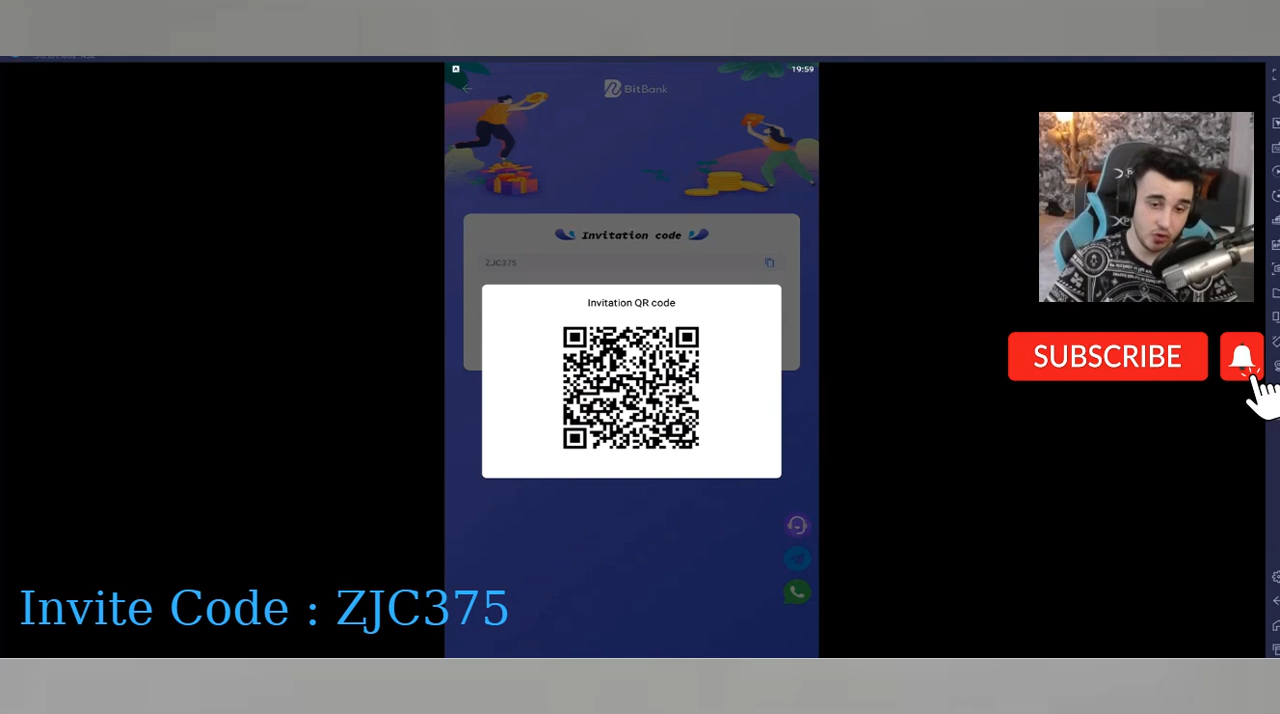 19:59
BitBank
Invitation code
ZJC375
Invitation QR code
SUBSCRIBE
Invite Code : ZJC375